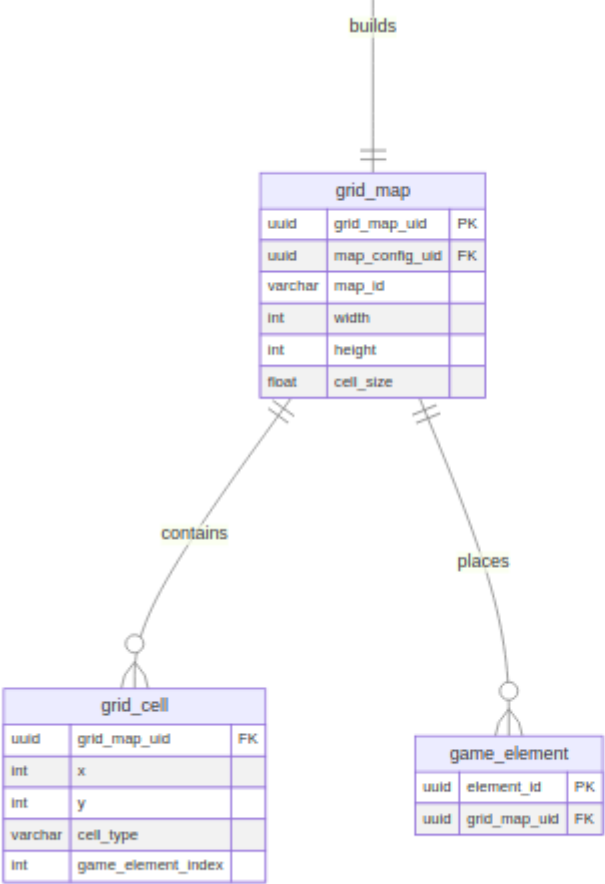 builds
grid_map
uuid grid_map_uid PK
uuid map_config_uid FK
varchar map_id
int width
int height
float cell_size
contains
places
grid_cell
uuid grid_map_uid FK
int x
int y
varchar cell_type
int game_element_index
game_element
uuid element_id PK
uuid grid_map_uid FK